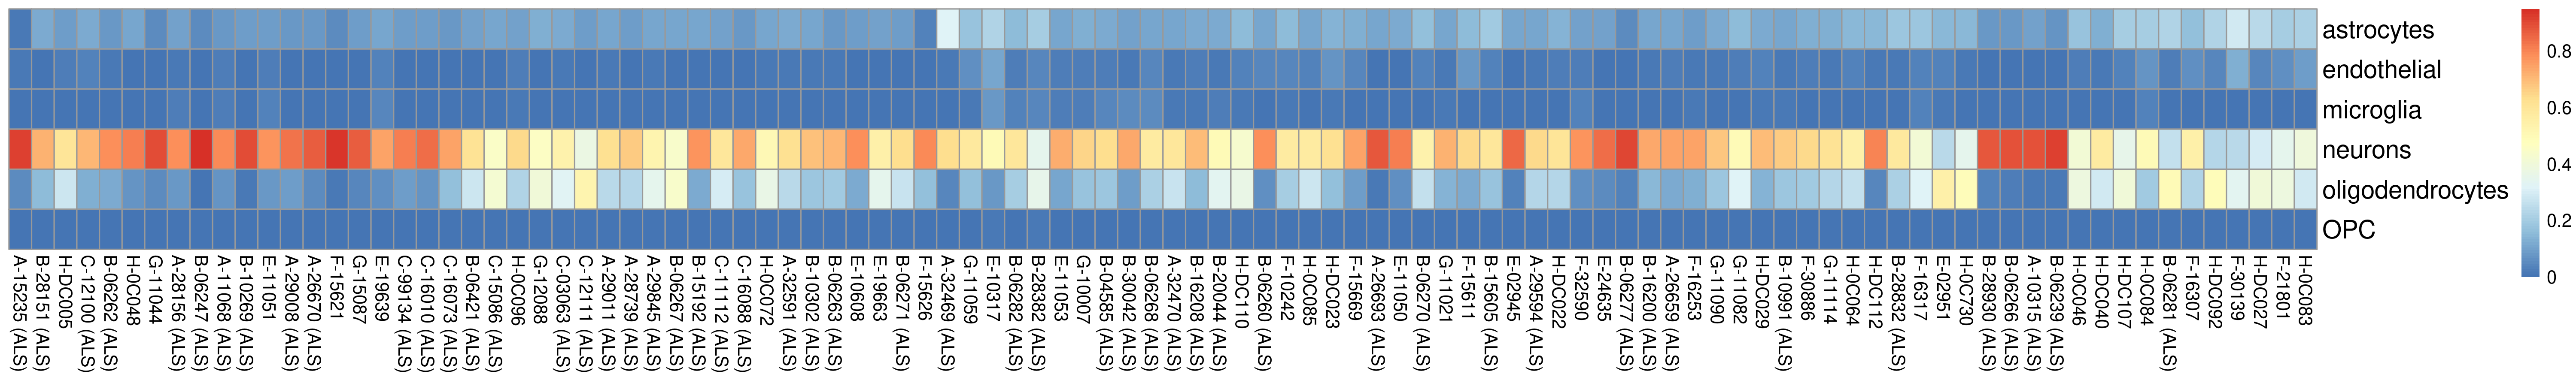 astrocytes
endothelial
microglia
neurons
oligodendrocytes
OPC
0.8
0.6
0.4
0.2
0
A-15235 (ALS)
B-28151 (ALS)
H-DC005
C-12100 (ALS)
B-06262 (ALS)
H-0C048
G-11044
A-28156 (ALS)
B-06247 (ALS)
A-11068 (ALS)
B-10269 (ALS)
E-11051
A-29008 (ALS)
A-26670 (ALS)
F-15621
G-15087
E-19639
C-99134 (ALS)
C-16010 (ALS)
C-16073 (ALS)
B-06421 (ALS)
C-15086 (ALS)
H-0C096
G-12088
C-03063 (ALS)
C-12111 (ALS)
A-29011 (ALS)
A-28739 (ALS)
A-29845 (ALS)
B-06267 (ALS)
B-15192 (ALS)
C-11112 (ALS)
C-16088 (ALS)
H-0C072
A-32591 (ALS)
B-10302 (ALS)
B-06263 (ALS)
E-10608
E-19663
B-06271 (ALS)
F-15626
A-32469 (ALS)
G-11059
E-10317
B-06282 (ALS)
B-28382 (ALS)
E-11053
G-10007
B-04585 (ALS)
B-30042 (ALS)
B-06268 (ALS)
A-32470 (ALS)
B-16208 (ALS)
B-20044 (ALS)
H-DC110
B-06260 (ALS)
F-10242
H-0C085
H-DC023
F-15669
A-26693 (ALS)
E-11050
B-06270 (ALS)
G-11021
F-15611
B-15605 (ALS)
E-02945
A-29594 (ALS)
H-DC022
F-32590
E-24635
B-06277 (ALS)
B-16200 (ALS)
A-26659 (ALS)
F-16253
G-11090
G-11082
H-DC029
B-10991 (ALS)
F-30886
G-11114
H-0C064
H-DC112
B-28832 (ALS)
F-16317
E-02951
H-0C730
B-28930 (ALS)
B-06266 (ALS)
A-10315 (ALS)
B-06239 (ALS)
H-0C046
H-DC040
H-DC107
H-0C084
B-06281 (ALS)
F-16307
H-DC092
F-30139
H-DC027
F-21801
H-0C083